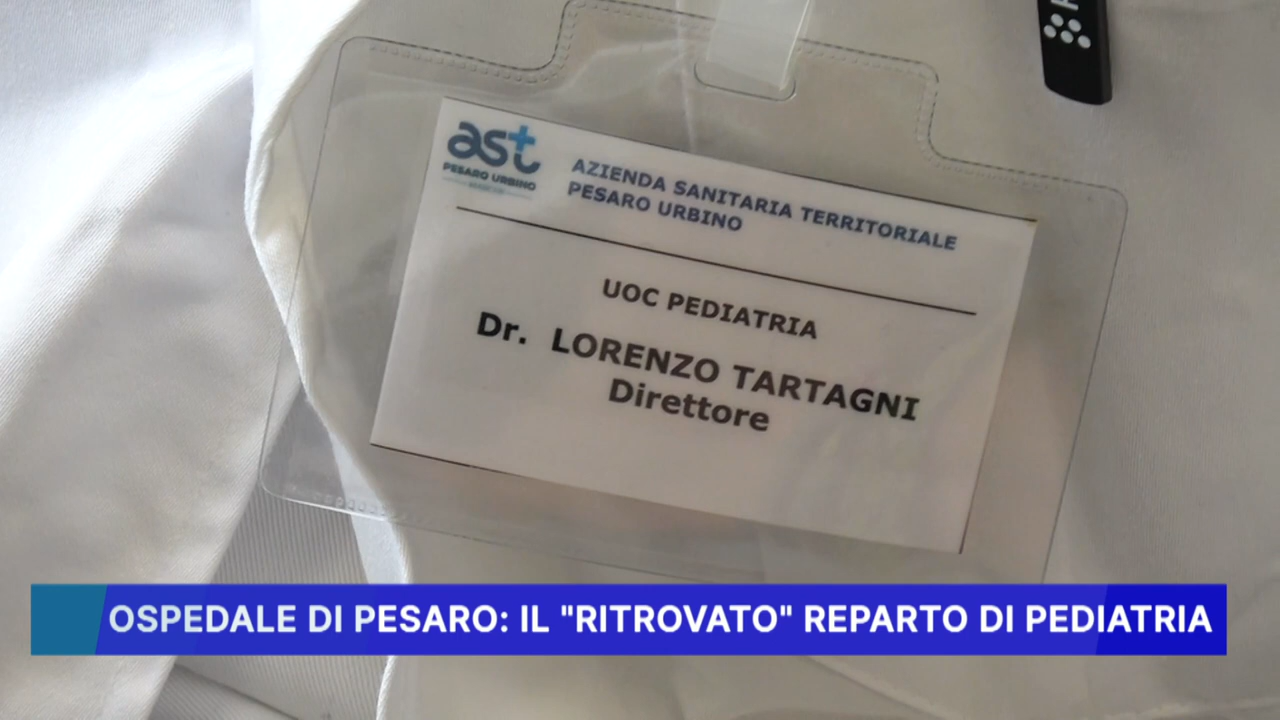 ast
PESARO URBINO
AZIENDA SANITARIA TERRITORIALE
PESARO URBINO
UOC PEDIATRIA
Dr. LORENZO TARTAGNI
Direttore
OSPEDALE DI PESARO: IL "RITROVATO" REPARTO DI PEDIATRIA